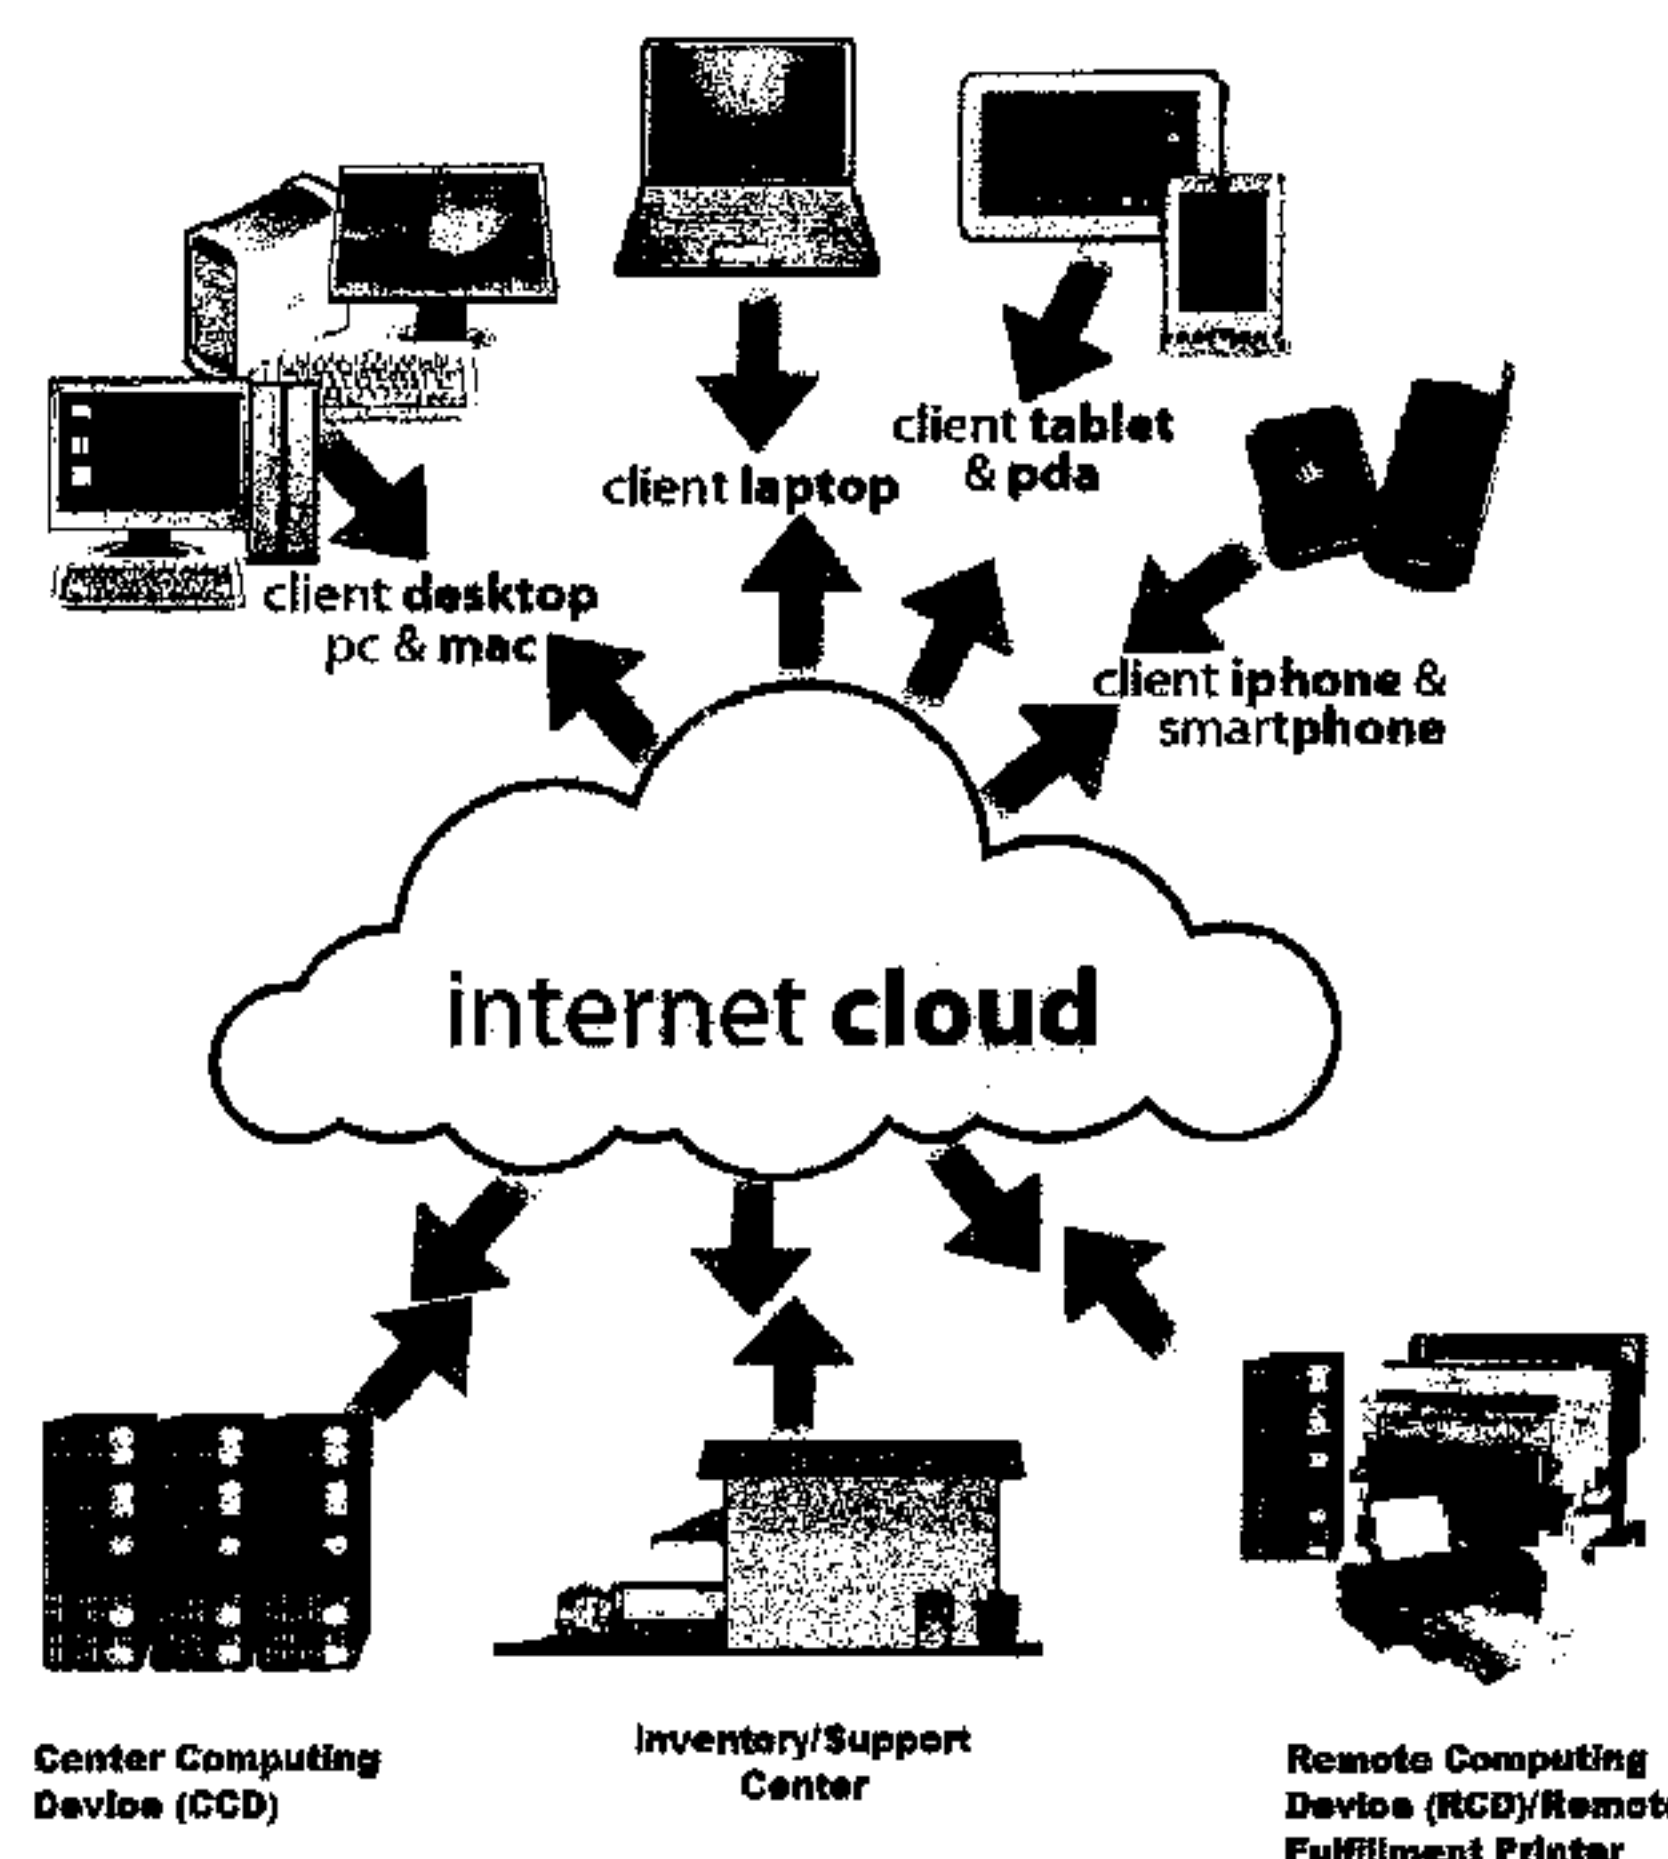 client tablet
& pda
client laptop
client desktop
pc & mac
client iphone &
smartphone
internet cloud
Inventory/Support
Center
Center Computing
Device (CCD)
Remote Computing
Device (RCD)/Remote
Fulfillment Printer